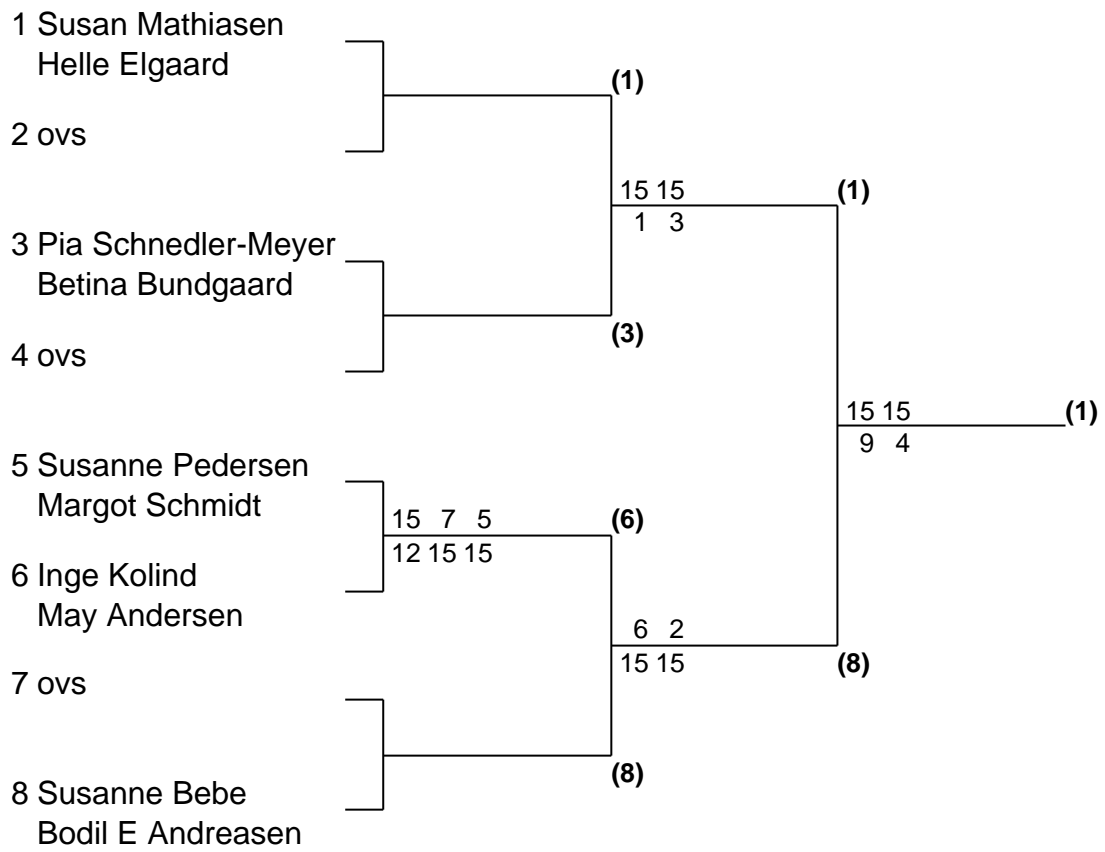 1 Susan Mathiasen
Helle Elgaard
(1)
2 ovs
15 15
1 3
(1)
3 Pia Schnedler-Meyer
Betina Bundgaard
(3)
4 ovs
15 15
9 4
(1)
5 Susanne Pedersen
Margot Schmidt
15 7 5
12 15 15
(6)
6 Inge Kolind
May Andersen
6 2
15 15
(8)
7 ovs
(8)
8 Susanne Bebe
Bodil E Andreasen